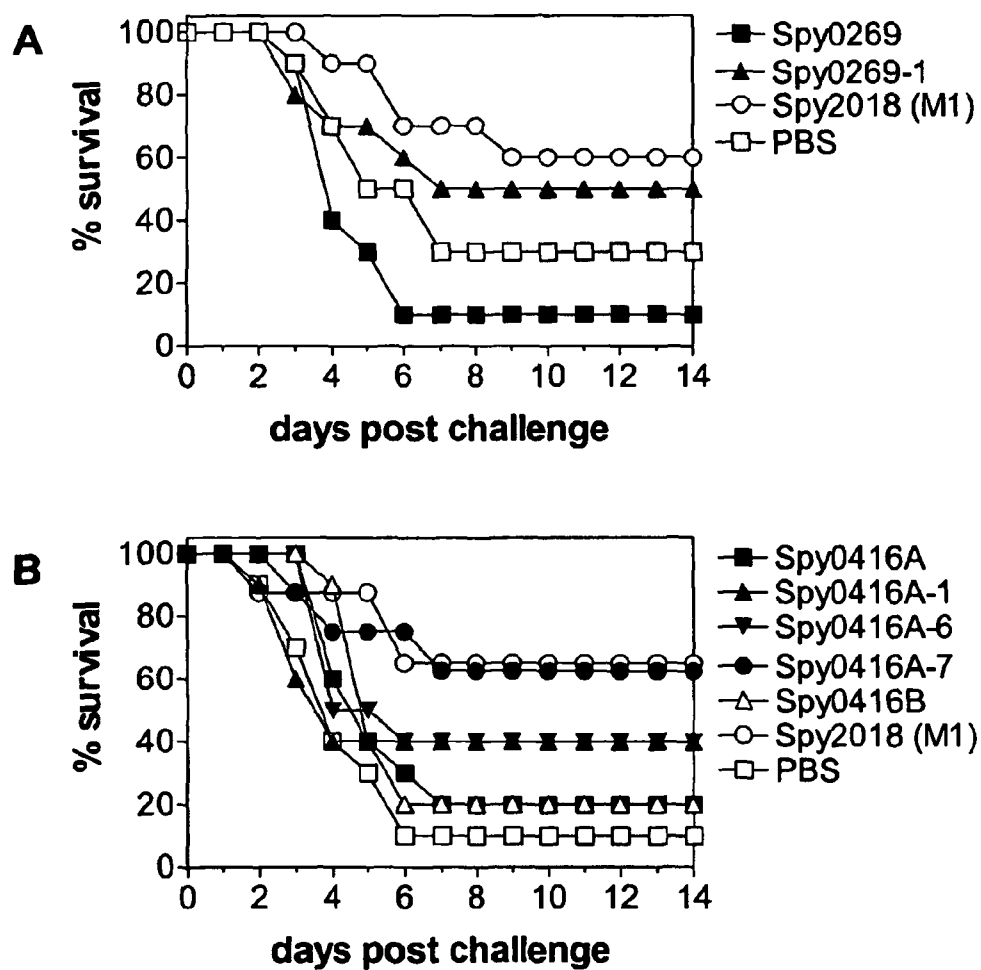 A
% survival
100
80
60
40
20
0
0 2 4 6 8 10 12 14
days post challenge
Spy0269
Spy0269-1
Spy2018 (M1)
PBS
B
% survival
100
80
60
40
20
0
0 2 4 6 8 10 12 14
days post challenge
Spy0416A
Spy0416A-1
Spy0416A-6
Spy0416A-7
Spy0416B
Spy2018 (M1)
PBS